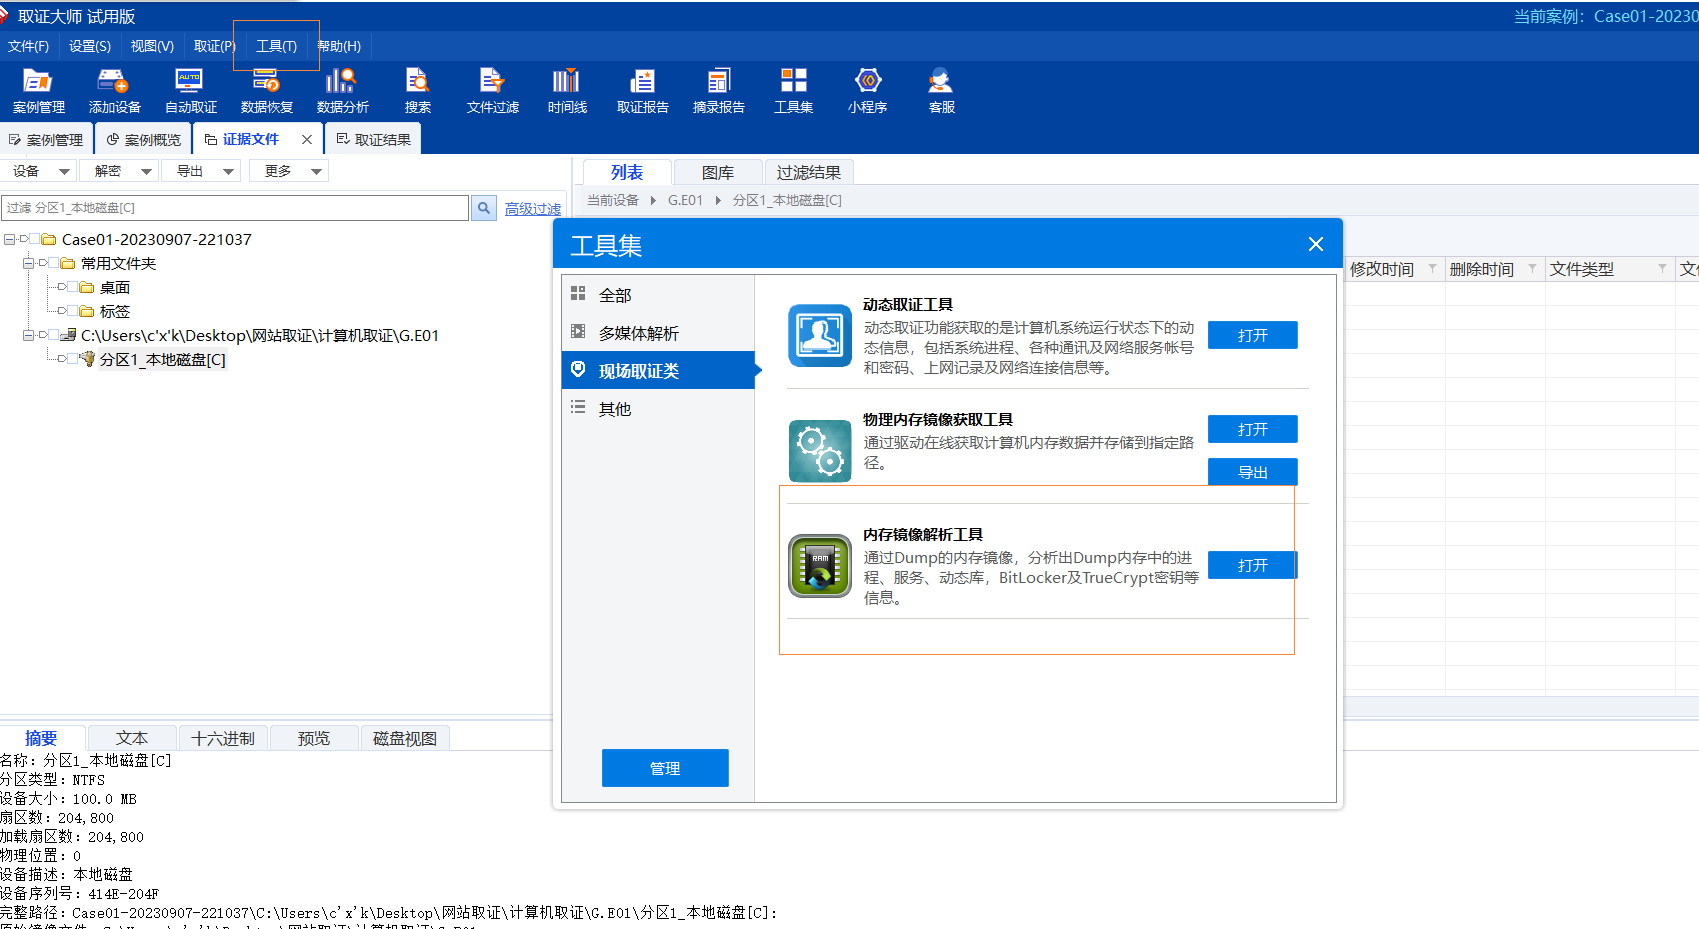 取证大师 试用版
当前案例：Case01-202309
文件(F) 设置(S) 视图(V) 取证(P) 工具(T) 帮助(H)
案例管理 添加设备 自动取证 数据恢复 数据分析 搜索 文件过滤 时间线 取证报告 摘录报告 工具集 小程序 客服
案例管理 案例概览 证据文件 取证结果
设备 解密 导出 更多
过滤 分区1_本地磁盘[C]
高级过滤
Case01-20230907-221037
常用文件夹
桌面
标签
C:\Users\c'x'k\Desktop\网站取证\计算机取证\G.E01
分区1_本地磁盘[C]
列表 图库 过滤结果
当前设备 G.E01 分区1_本地磁盘[C]
修改时间 删除时间 文件类型 文
工具集
全部
多媒体解析
现场取证类
其他
管理
动态取证工具
动态取证功能获取的是计算机系统运行状态下的动
态信息，包括系统进程、各种通讯及网络服务帐号
和密码、上网记录及网络连接信息等。
打开
物理内存镜像获取工具
通过驱动在线获取计算机内存数据并存储到指定路
径。
打开
导出
RAM
内存镜像解析工具
通过Dump的内存镜像，分析出Dump内存中的进
程、服务、动态库，BitLocker及TrueCrypt密钥等
信息。
打开
摘要 文本 十六进制 预览 磁盘视图
名称：分区1_本地磁盘[C]
分区类型：NTFS
设备大小：100.0 MB
扇区数：204,800
加载扇区数：204,800
物理位置：0
设备描述：本地磁盘
设备序列号：414E-204F
完整路径：Case01-20230907-221037\C:\Users\c'x'k\Desktop\网站取证\计算机取证\G.E01\分区1_本地磁盘[C]: